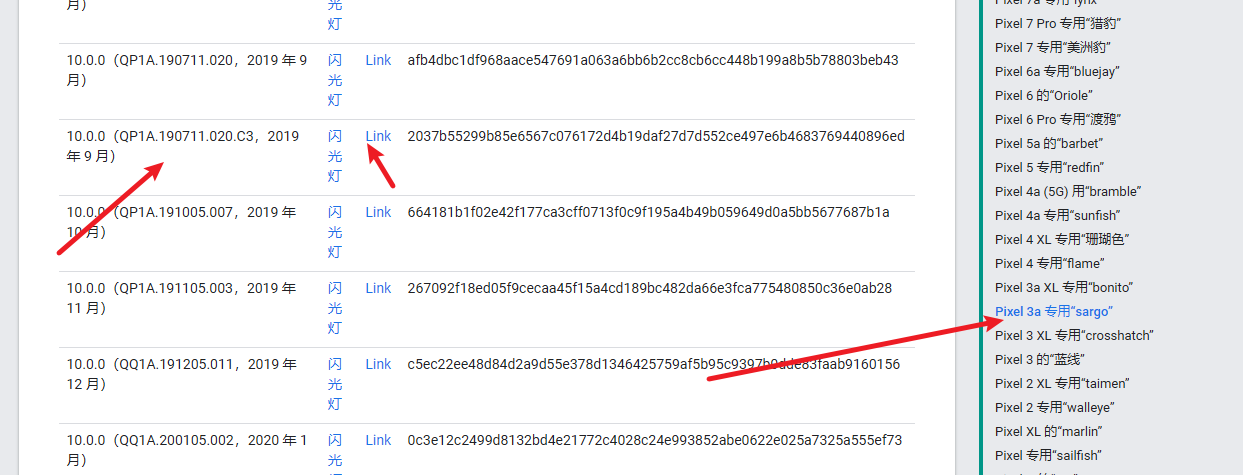 月）
光
灯
10.0.0（QP1A.190711.020，2019 年 9
月）
闪
光
灯
Link
afb4dbc1df968aace547691a063a6bb6b2cc8cb6cc448b199a8b5b78803beb43
10.0.0（QP1A.190711.020.C3，2019
年 9 月）
闪
光
灯
Link
2037b55299b85e6567c076172d4b19daf27d7d552ce497e6b4683769440896ed
10.0.0（QP1A.191005.007，2019 年
10 月）
闪
光
灯
Link
664181b1f02e42f177ca3cff0713f0c9f195a4b49b059649d0a5bb5677687b1a
10.0.0（QP1A.191105.003，2019 年
11 月）
闪
光
灯
Link
267092f18ed05f9cecaa45f15a4cd189bc482da66e3fca775480850c36e0ab28
10.0.0（QQ1A.191205.011，2019 年
12 月）
闪
光
灯
Link
c5ec22ee48d84d2a9d55e378d1346425759af5b95c9397b0dde83faab9160156
10.0.0（QQ1A.200105.002，2020 年 1
月）
闪
光
Link
0c3e12c2499d8132bd4e21772c4028c24e993852abe0622e025a7325a555ef73
Pixel 7a 专用“lynx”
Pixel 7 Pro 专用“猎豹”
Pixel 7 专用“美洲豹”
Pixel 6a 专用“bluejay”
Pixel 6 的“Oriole”
Pixel 6 Pro 专用“渡鸦”
Pixel 5a 的“barbet”
Pixel 5 专用“redfin”
Pixel 4a (5G) 用“bramble”
Pixel 4a 专用“sunfish”
Pixel 4 XL 专用“珊瑚色”
Pixel 4 专用“flame”
Pixel 3a XL 专用“bonito”
Pixel 3a 专用“sargo”
Pixel 3 XL 专用“crosshatch”
Pixel 3 的“蓝线”
Pixel 2 XL 专用“taimen”
Pixel 2 专用“walleye”
Pixel XL 的“marlin”
Pixel 专用“sailfish”